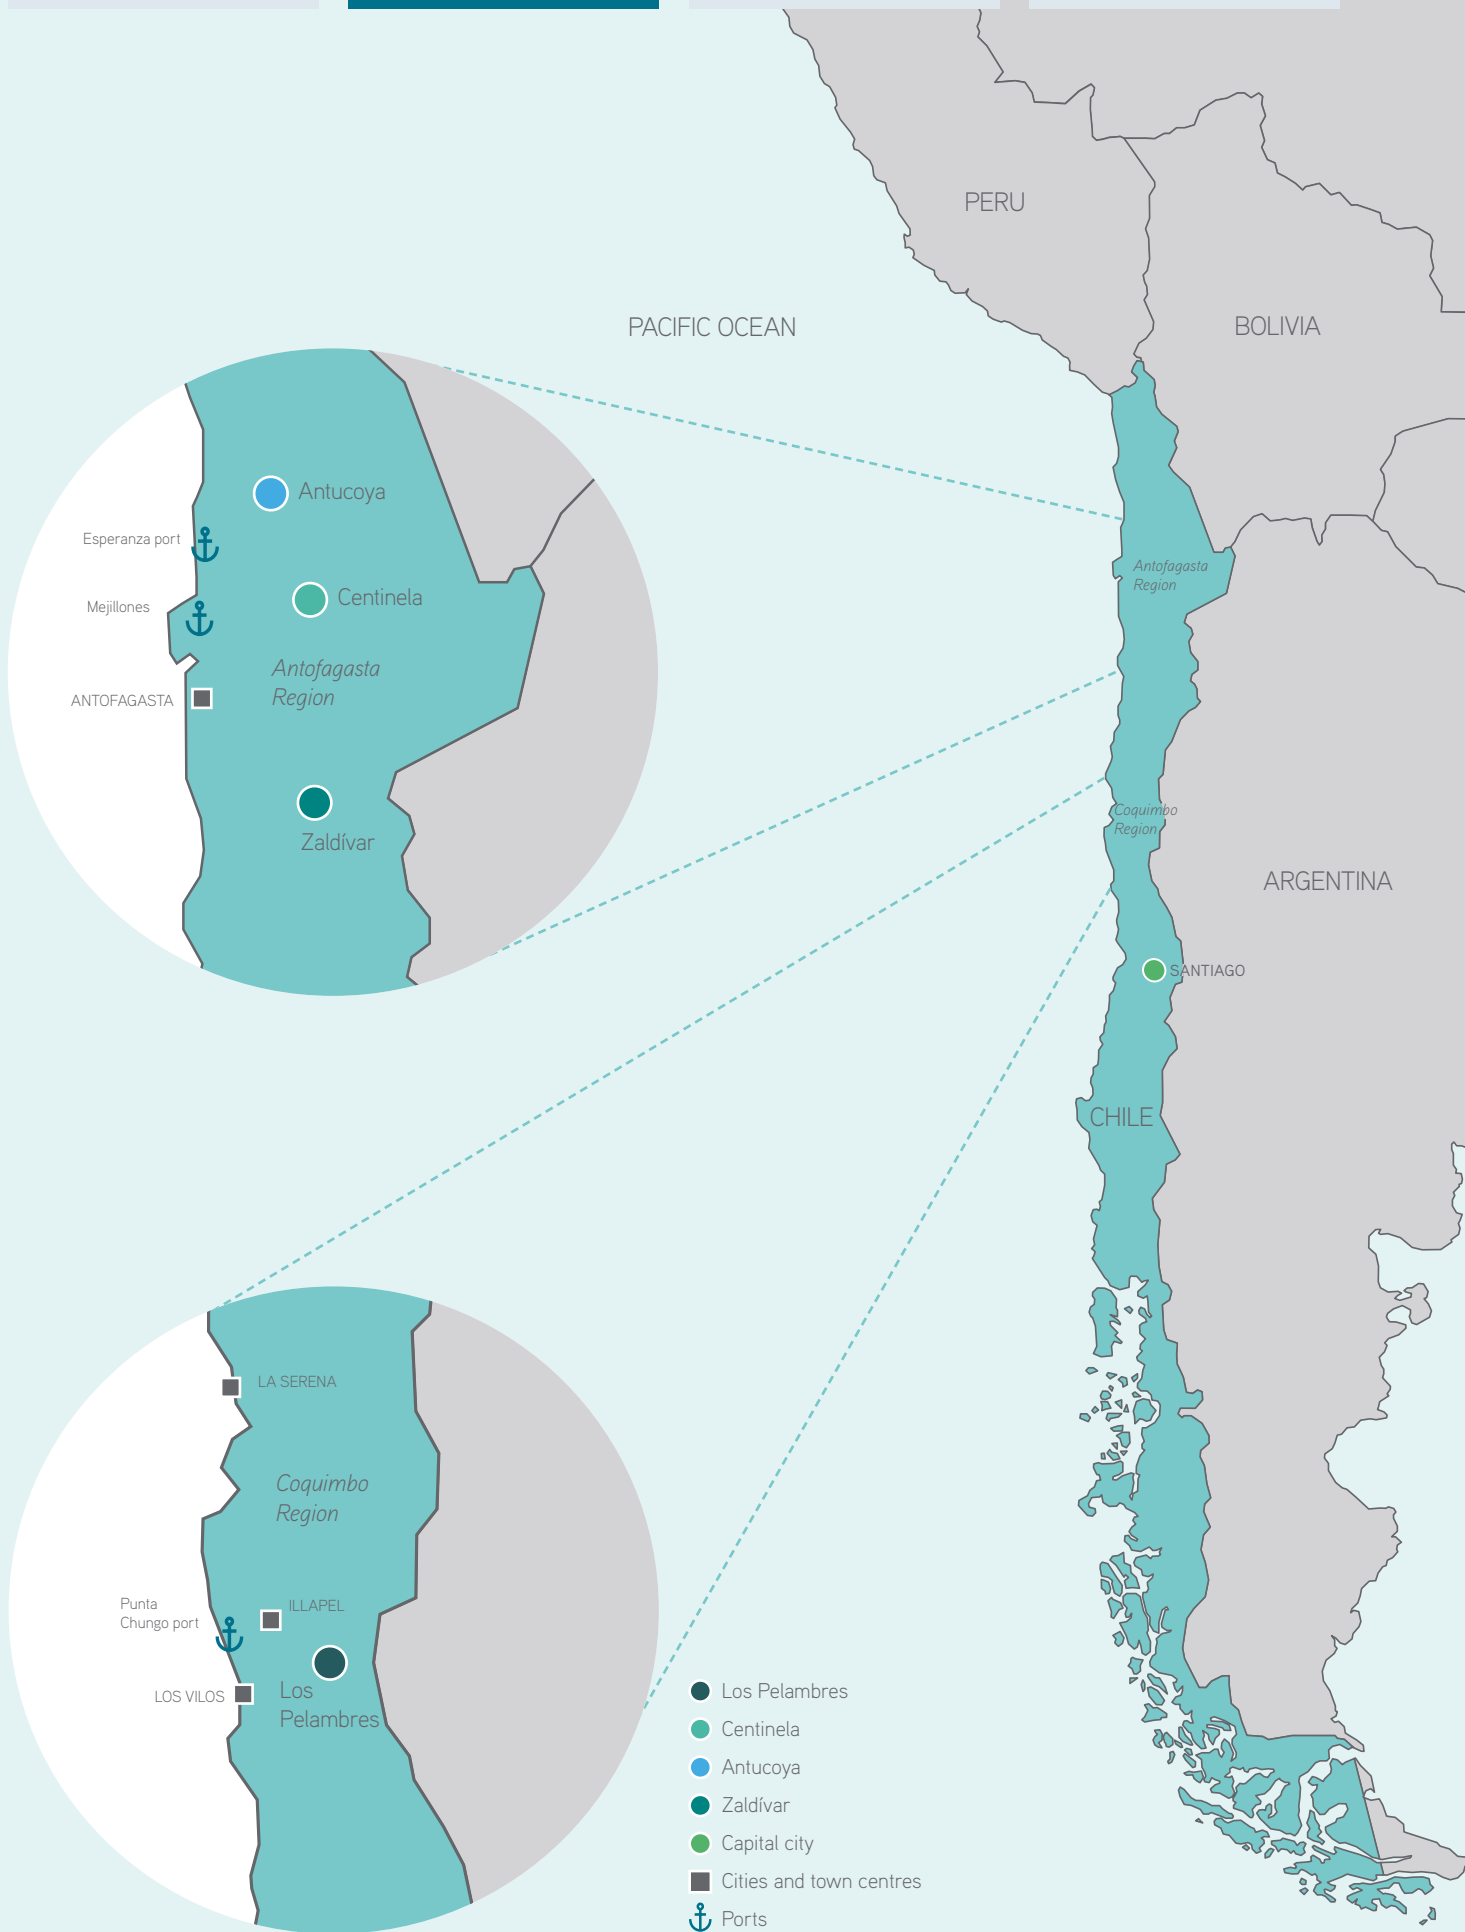 PERU
PACIFIC OCEAN
BOLIVIA
Antucoya
Esperanza port
Centinela
Mejillones
Antofagasta
Region
ANTOFAGASTA
Zaldívar
Antofagasta
Region
Coquimbo
Region
ARGENTINA
SANTIAGO
CHILE
LA SERENA
Coquimbo
Region
Punta
Chungo port
ILLAPEL
LOS VILOS
Los
Pelambres
Los Pelambres
Centinela
Antucoya
Zaldívar
Capital city
Cities and town centres
Ports